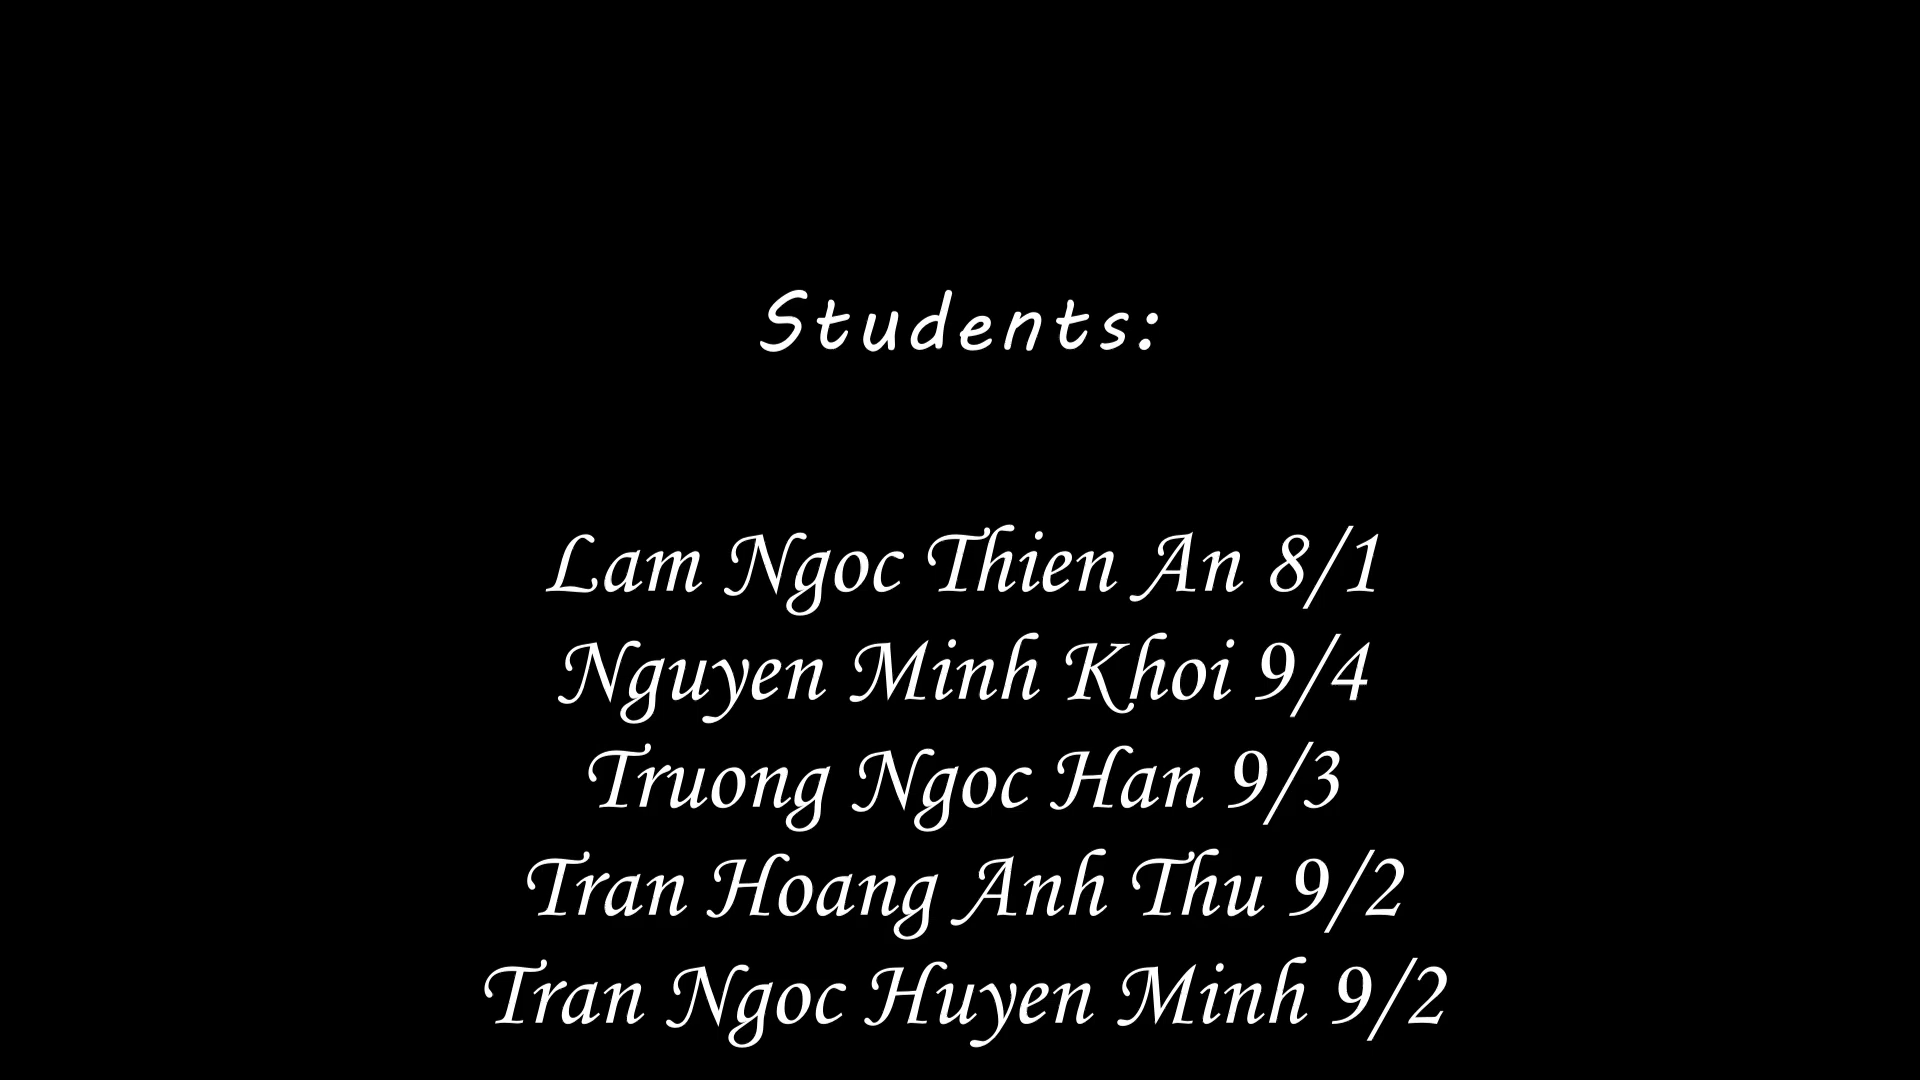 Students:
Lam Ngoc Thien An 8/1
Nguyen Minh Khoi 9/4
Truong Ngoc Han 9/3
Tran Hoang Anh Thu 9/2
Tran Ngoc Huyen Minh 9/2